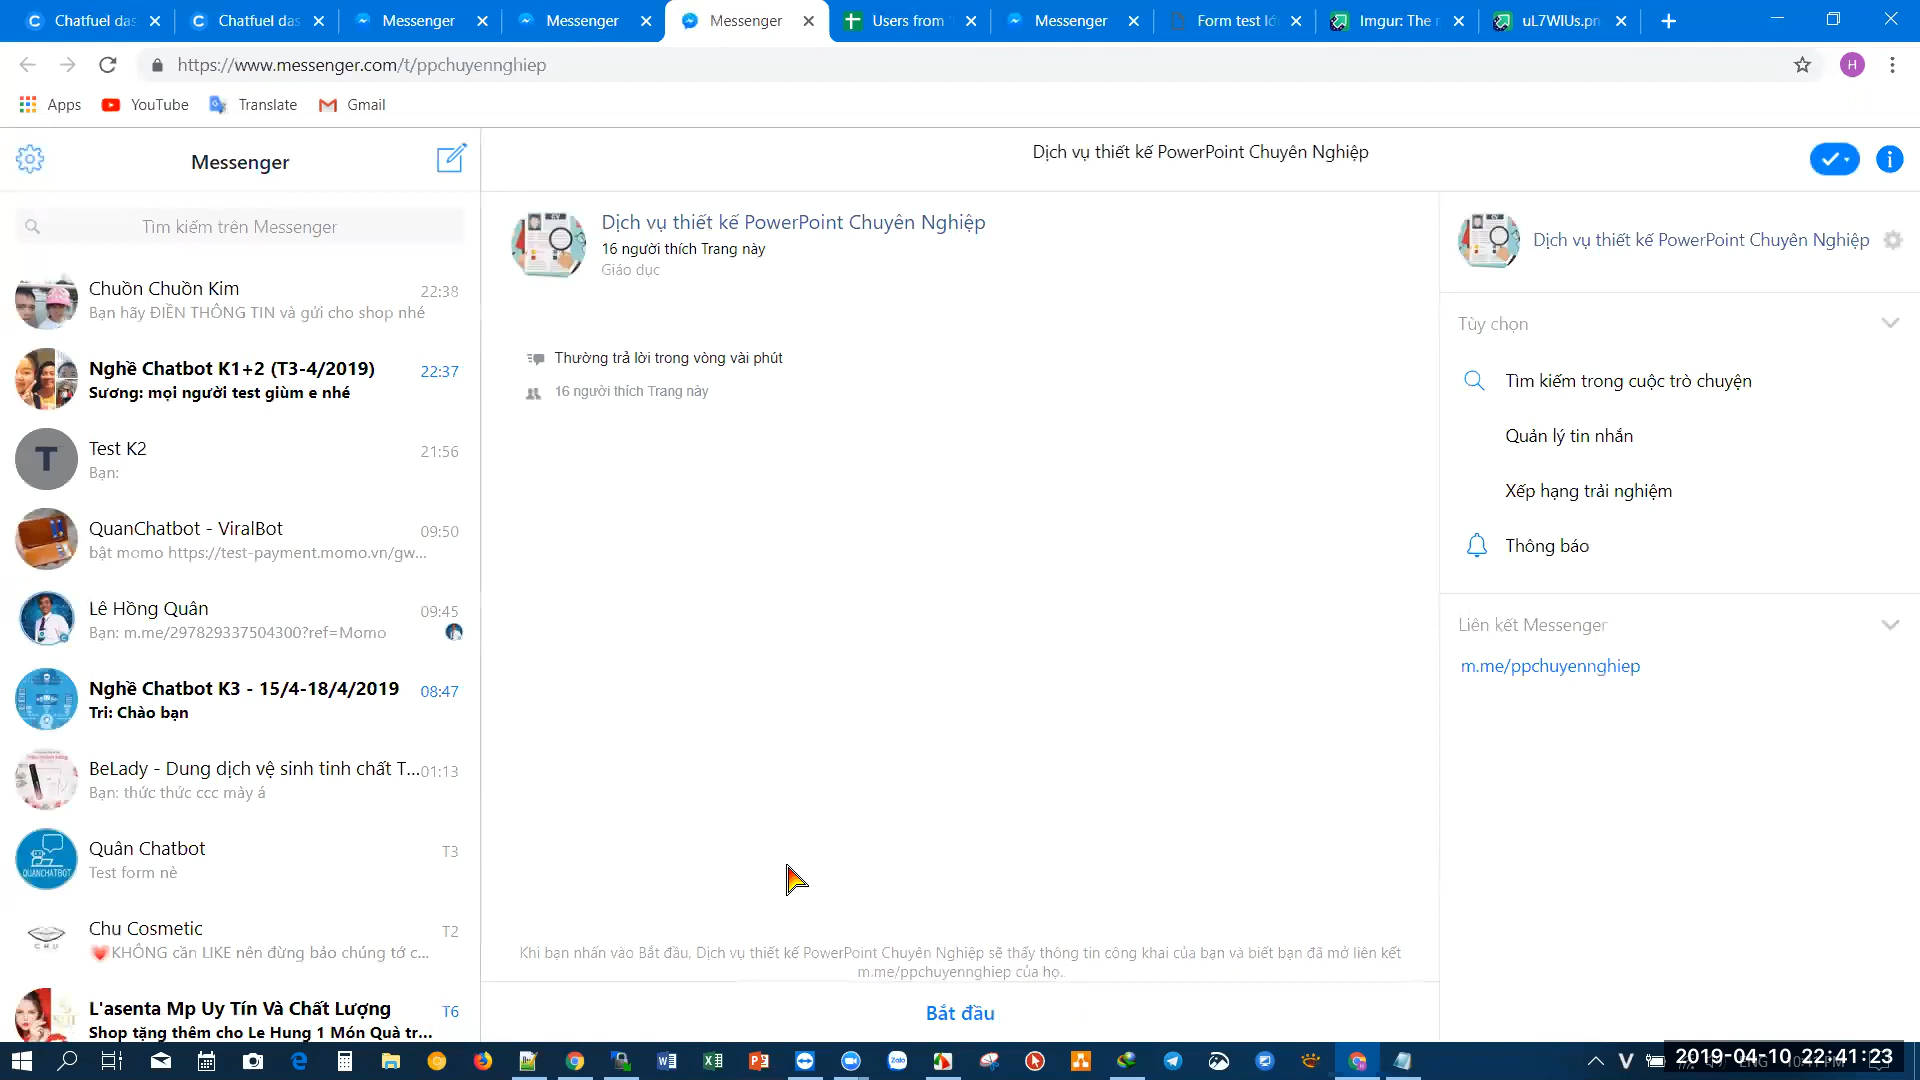 Chatfuel das
Chatfuel das
Messenger
Messenger
Messenger
Users from
Messenger
Form test lớ
Imgur: The
uL7WlUs.pn
https://www.messenger.com/t/ppchuyennghiep
H
Apps
YouTube
Translate
Gmail
Messenger
Dịch vụ thiết kế PowerPoint Chuyên Nghiệp
Tìm kiếm trên Messenger
Chuồn Chuồn Kim
22:38
Bạn hãy ĐIỀN THÔNG TIN và gửi cho shop nhé
Nghề Chatbot K1+2 (T3-4/2019)
22:37
Sương: mọi người test giùm e nhé
T
Test K2
21:56
Bạn:
QuanChatbot - ViralBot
09:50
bật momo https://test-payment.momo.vn/gw...
Lê Hồng Quân
09:45
Bạn: m.me/297829337504300?ref=Momo
Nghề Chatbot K3 - 15/4-18/4/2019
08:47
Tri: Chào bạn
BeLady - Dung dịch vệ sinh tinh chất T...
01:13
Bạn: thức thức ccc mày á
QUANCHATBOT
Quân Chatbot
T3
Test form nè
CHU
Chu Cosmetic
T2
KHÔNG cần LIKE nên đừng bảo chúng tớ c...
L'asenta Mp Uy Tín Và Chất Lượng
T6
Shop tặng thêm cho Le Hung 1 Món Quà tr...
Dịch vụ thiết kế PowerPoint Chuyên Nghiệp
16 người thích Trang này
Giáo dục
Thường trả lời trong vòng vài phút
16 người thích Trang này
Khi bạn nhấn vào Bắt đầu, Dịch vụ thiết kế PowerPoint Chuyên Nghiệp sẽ thấy thông tin công khai của bạn và biết bạn đã mở liên kết
m.me/ppchuyennghiep của họ.
Bắt đầu
Dịch vụ thiết kế PowerPoint Chuyên Nghiệp
Tùy chọn
Tìm kiếm trong cuộc trò chuyện
Quản lý tin nhắn
Xếp hạng trải nghiệm
Thông báo
Liên kết Messenger
m.me/ppchuyennghiep
Zalo
V
2019-04-10 22:41:23